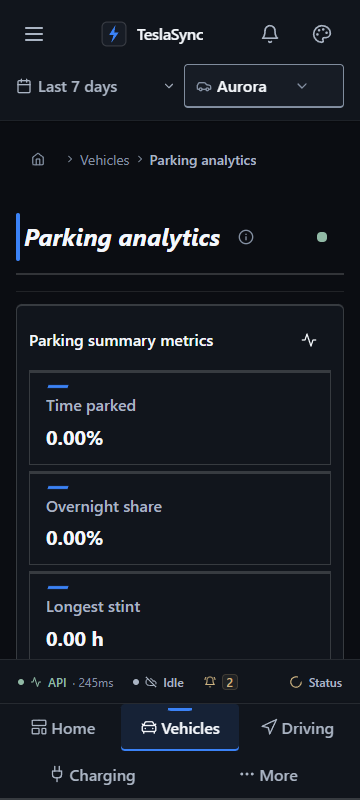 TeslaSync
Last 7 days
Aurora
Vehicles
Parking analytics
Parking analytics
Parking summary metrics
Time parked
0.00%
Overnight share
0.00%
Longest stint
0.00 h
API · 245ms
Idle
2
Status
Home
Vehicles
Driving
Charging
More